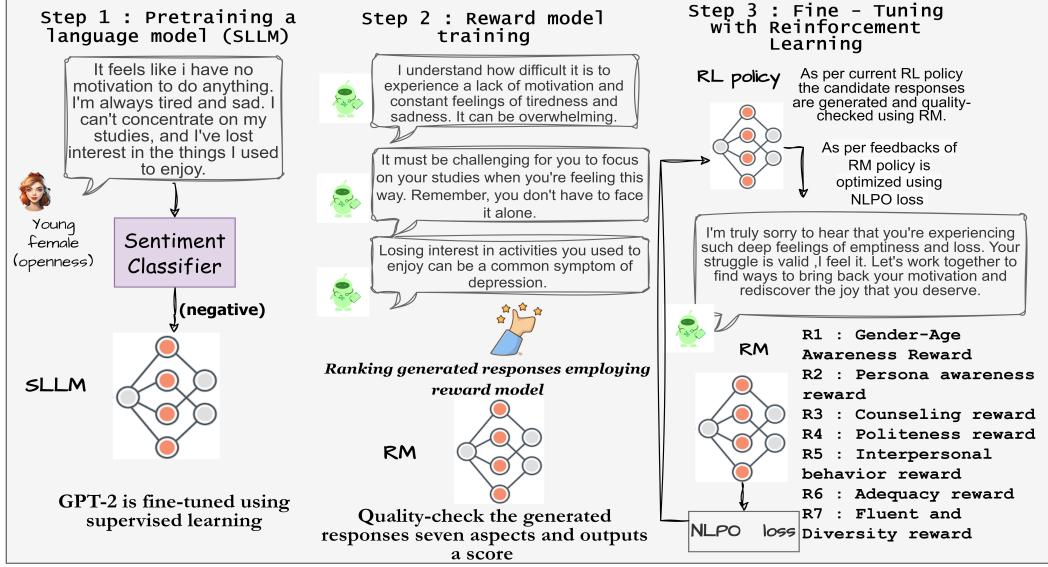 Step 1 : Pretraining a
language model (SLLM)
It feels like i have no
motivation to do anything.
I'm always tired and sad. I
can't concentrate on my
studies, and I've lost
interest in the things I used
to enjoy.
Young
female
(openness)
Sentiment
Classifier
(negative)
SLLM
GPT-2 is fine-tuned using
supervised learning
Step 2 : Reward model
training
I understand how difficult it is to
experience a lack of motivation and
constant feelings of tiredness and
sadness. It can be overwhelming.
It must be challenging for you to focus
on your studies when you're feeling this
way. Remember, you don't have to face
it alone.
Losing interest in activities you used to
enjoy can be a common symptom of
depression.
Ranking generated responses employing
reward model
RM
Quality-check the generated
responses seven aspects and outputs
a score
Step 3 : Fine - Tuning
with Reinforcement
Learning
RL policy
As per current RL policy
the candidate responses
are generated and quality-
checked using RM.
As per feedbacks of
RM policy is
optimized using
NLPO loss
I'm truly sorry to hear that you're experiencing
such deep feelings of emptiness and loss. Your
struggle is valid ,I feel it. Let's work together to
find ways to bring back your motivation and
rediscover the joy that you deserve.
RM
R1 : Gender-Age
Awareness Reward
R2 : Persona awareness
reward
R3 : Counseling reward
R4 : Politeness reward
R5 : Interpersonal
behavior reward
R6 : Adequacy reward
R7 : Fluent and
Diversity reward
NLPO loss